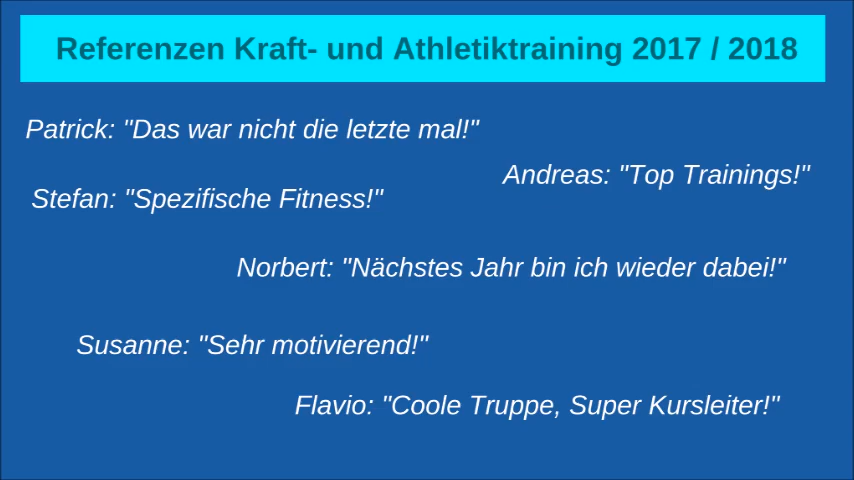 Referenzen Kraft- und Athletiktraining 2017 / 2018
Patrick: "Das war nicht die letzte mal!"
Andreas: "Top Trainings!"
Stefan: "Spezifische Fitness!"
Norbert: "Nächstes Jahr bin ich wieder dabei!"
Susanne: "Sehr motivierend!"
Flavio: "Coole Truppe, Super Kursleiter!"